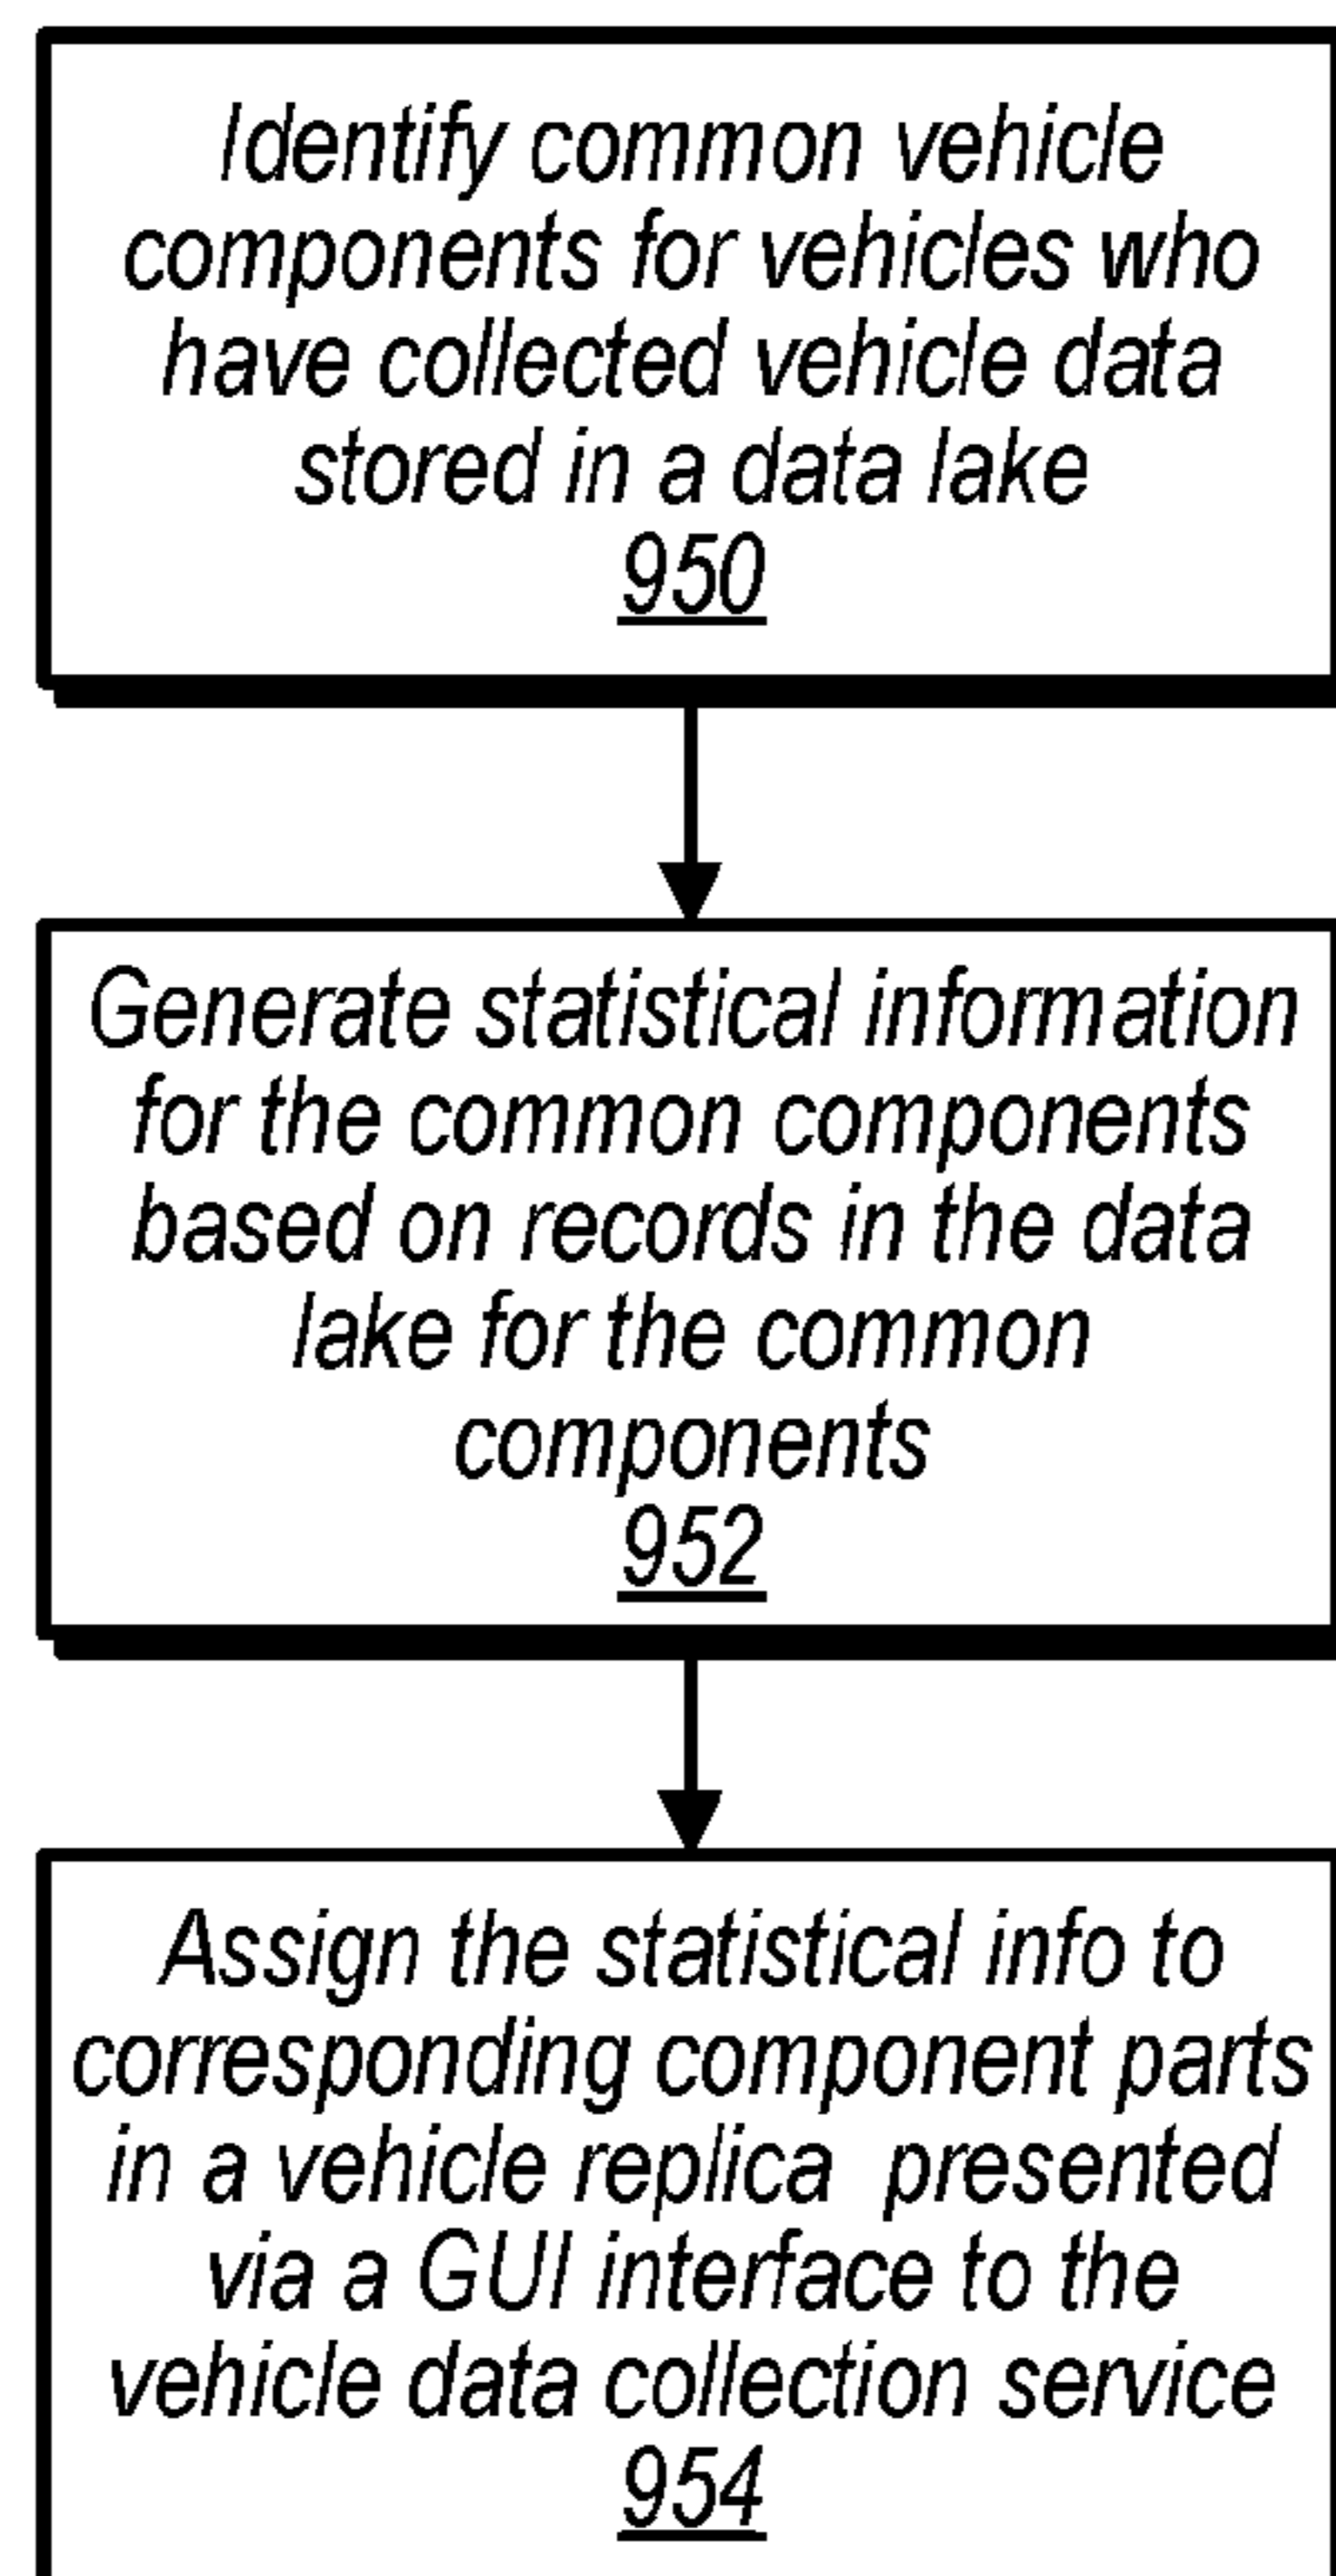 Identify common vehicle
components for vehicles who
have collected vehicle data
stored in a data lake
950
Generate statistical information
for the common components
based on records in the data
lake for the common
components
952
Assign the statistical info to
corresponding component parts
in a vehicle replica presented
via a GUI interface to the
vehicle data collection service
954